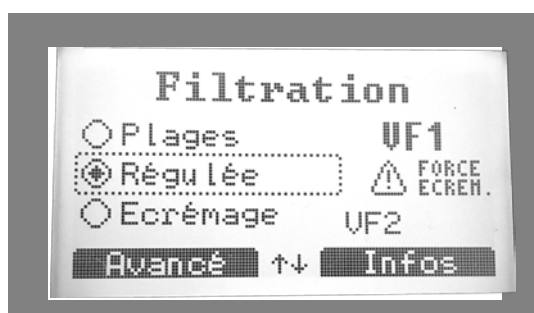 Filtration
Plages VF1
Régulée FORCE
ECREM.
Ecrémage VF2
Avancé ↑↓ Infos